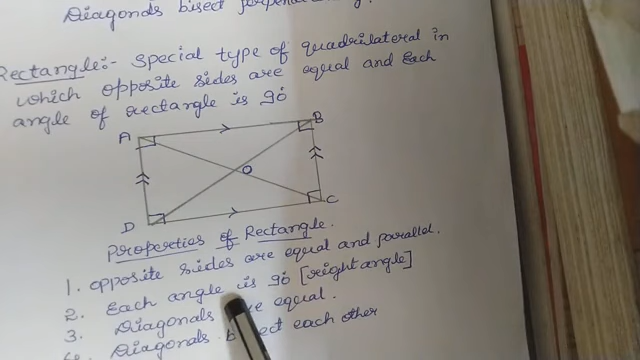 Diagonals bisect
Rectangle:- Special type of quadrilateral in
which opposite sides are equal and Each
angle of rectangle is 90°
A
B
O
D
C
Properties of Rectangle.
1. opposite sides are equal and parallel.
2. Each angle is 90° [right angle]
3. Diagonals are equal.
4. Diagonals bisect each other